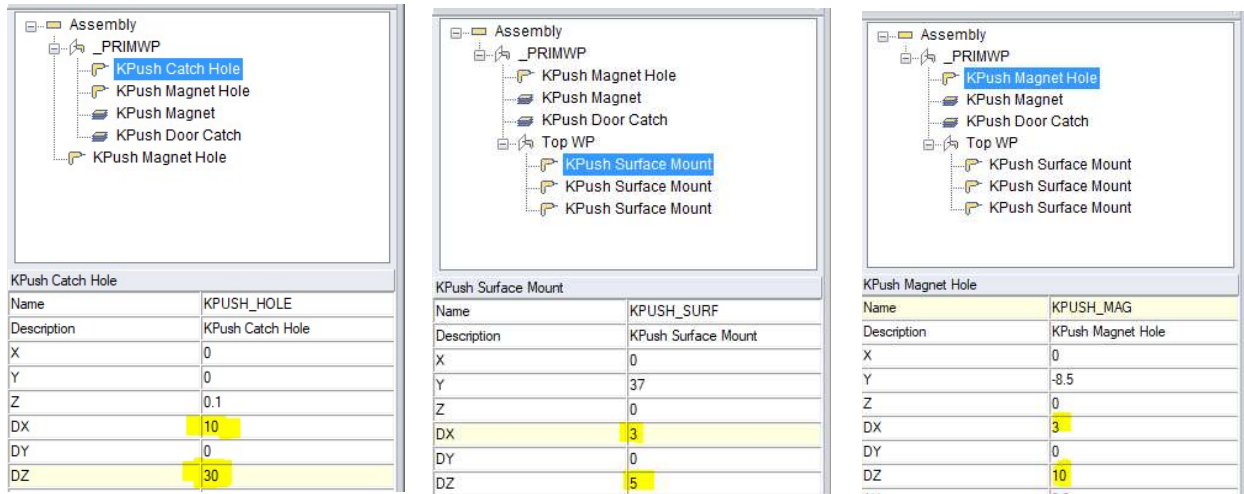 Assembly
_PRIMWP
KPush Catch Hole
KPush Magnet Hole
KPush Magnet
KPush Door Catch
KPush Magnet Hole
KPush Catch Hole
Name KPUSH_HOLE
Description KPush Catch Hole
X 0
Y 0
Z 0.1
DX 10
DY 0
DZ 30
Assembly
_PRIMWP
KPush Magnet Hole
KPush Magnet
KPush Door Catch
Top WP
KPush Surface Mount
KPush Surface Mount
KPush Surface Mount
KPush Surface Mount
Name KPUSH_SURF
Description KPush Surface Mount
X 0
Y 37
Z 0
DX 3
DY 0
DZ 5
Assembly
_PRIMWP
KPush Magnet Hole
KPush Magnet
KPush Door Catch
Top WP
KPush Surface Mount
KPush Surface Mount
KPush Surface Mount
KPush Magnet Hole
Name KPUSH_MAG
Description KPush Magnet Hole
X 0
Y -8.5
Z 0
DX 3
DY 0
DZ 10